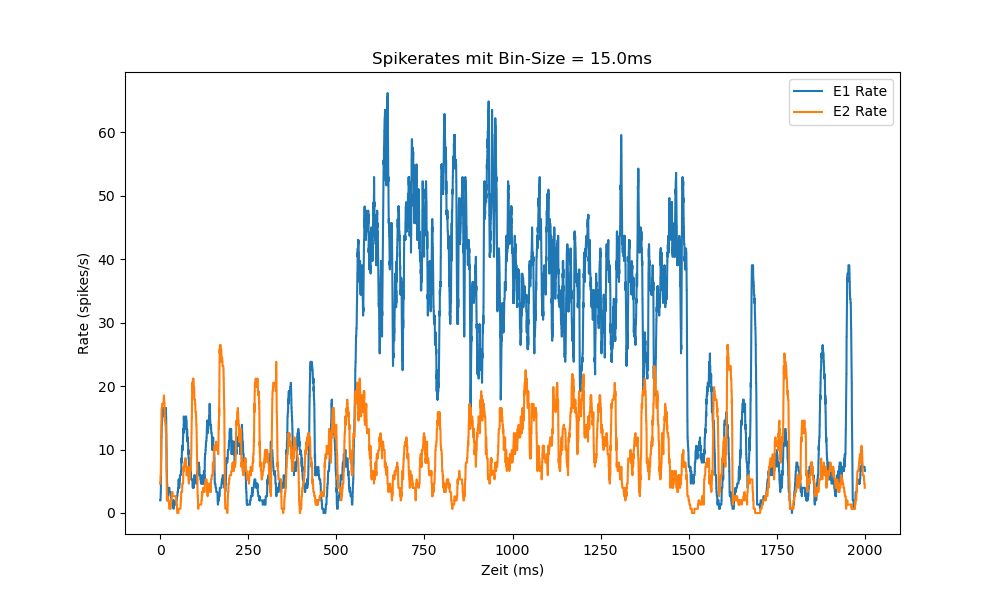 Spikerates mit Bin-Size = 15.0ms
E1 Rate
E2 Rate
Rate (spikes/s)
60
50
40
30
20
10
0
0 250 500 750 1000 1250 1500 1750 2000
Zeit (ms)